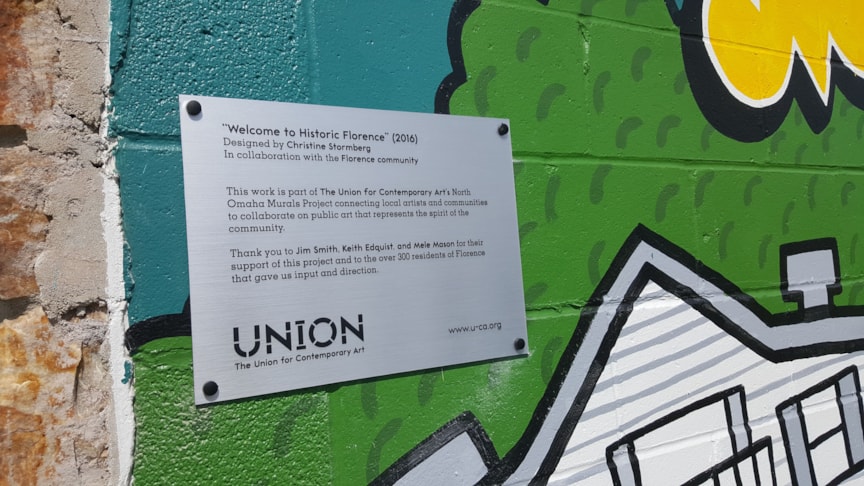 "Welcome to Historic Florence" (2016)
Designed by Christine Stormberg
In collaboration with the Florence community
This work is part of The Union for Contemporary Art's North
Omaha Murals Project connecting local artists and communities
to collaborate on public art that represents the spirit of the
community.
Thank you to Jim Smith, Keith Edquist, and Mele Mason for their
support of this project and to the over 300 residents of Florence
that gave us input and direction.
UNION
The Union for Contemporary Art
www.u-ca.org